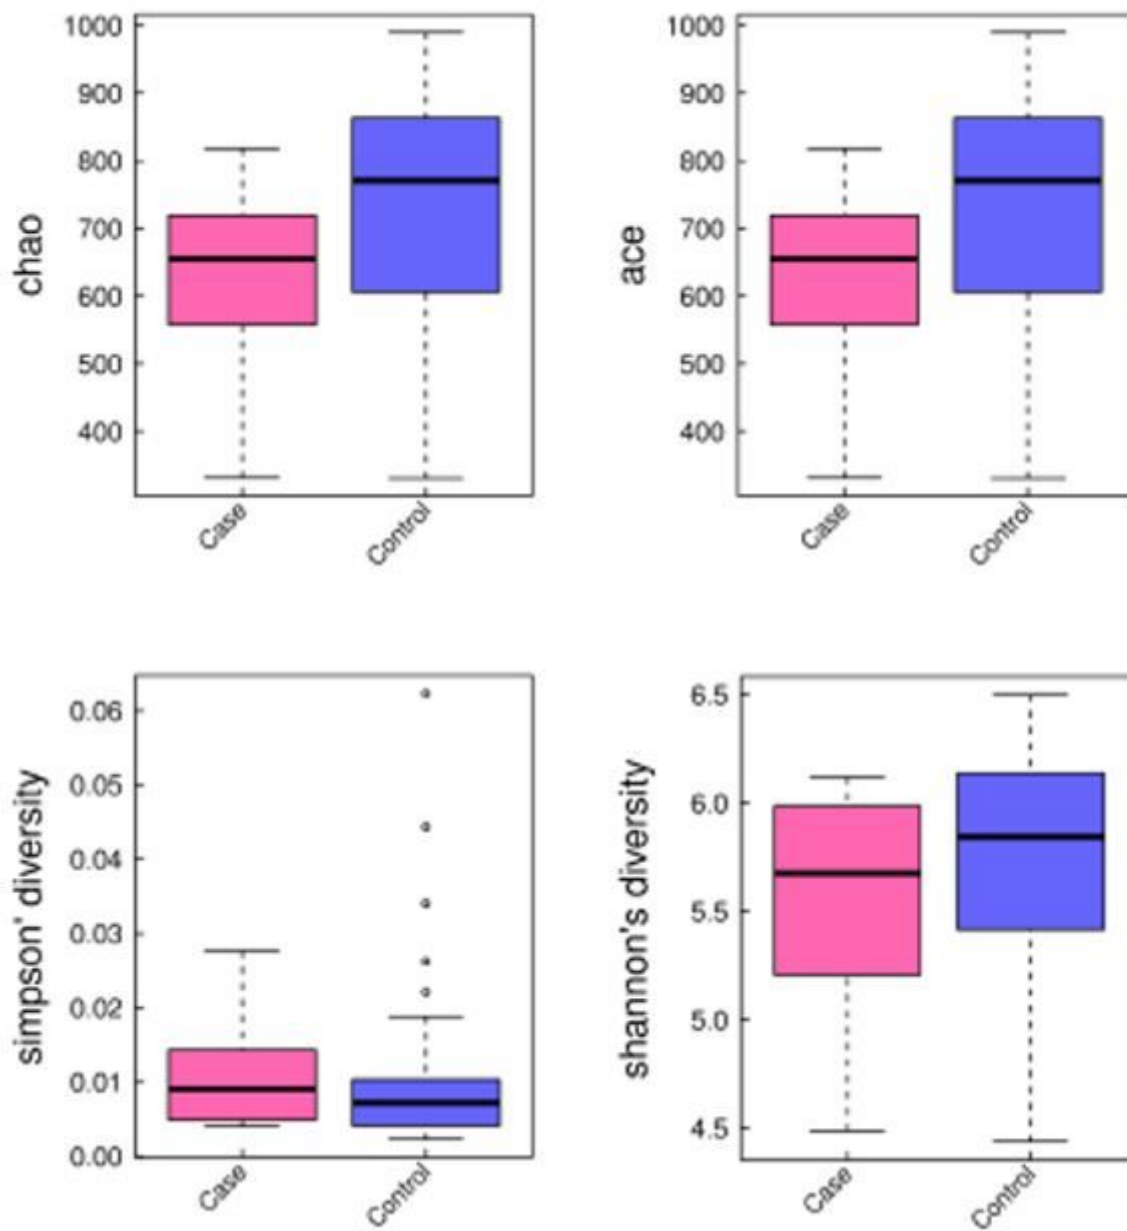 chao
1000
900
800
700
600
500
400
Case
Control
ace
1000
900
800
700
600
500
400
Case
Control
simpson' diversity
0.06
0.05
0.04
0.03
0.02
0.01
0.00
Case
Control
shannon's diversity
6.5
6.0
5.5
5.0
4.5
Case
Control